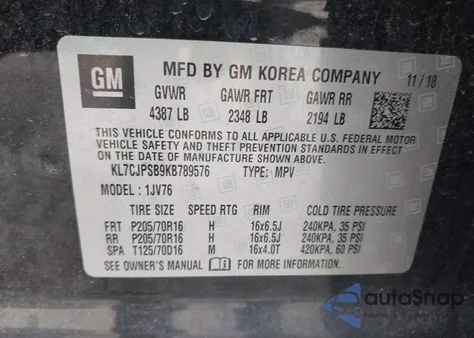 GM
MFD BY GM KOREA COMPANY
11/18
GVWR GAWR FRT GAWR RR
4387 LB 2348 LB 2194 LB
THIS VEHICLE CONFORMS TO ALL APPLICABLE U.S. FEDERAL MOTOR
VEHICLE SAFETY AND THEFT PREVENTION STANDARDS IN EFFECT ON
THE DATE OF MANUFACTURE SHOWN ABOVE.
KL7CJPSB9KB789576 TYPE: MPV
MODEL: 1JV76
TIRE SIZE SPEED RTG RIM COLD TIRE PRESSURE
FRT P205/70R16 H 16x6.5J 240KPA, 35 PSI
RR P205/70R16 H 16x6.5J 240KPA, 35 PSI
SPA T125/70D16 M 16x4.0T 420KPA, 60 PSI
SEE OWNER'S MANUAL FOR MORE INFORMATION.
autoSnap